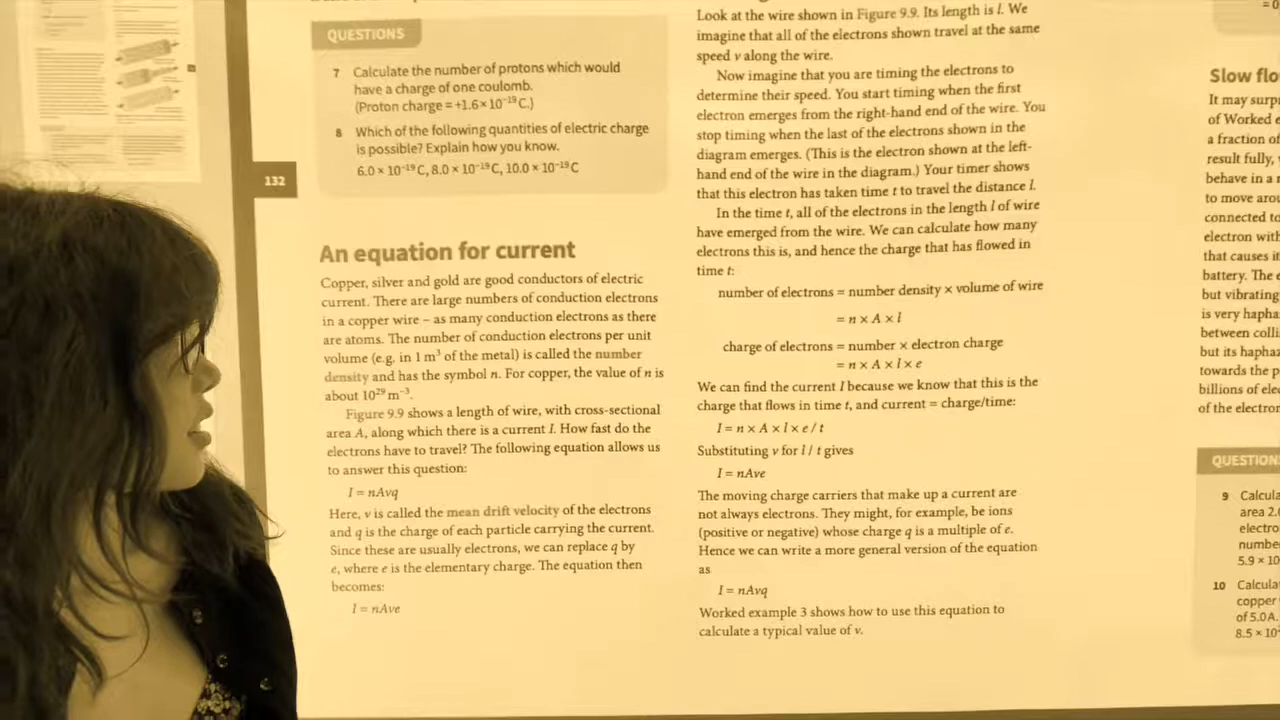 QUESTIONS
7 Calculate the number of protons which would
have a charge of one coulomb.
(Proton charge = +1.6 × 10⁻¹⁹ C.)
8 Which of the following quantities of electric charge
is possible? Explain how you know.
6.0 × 10⁻¹⁹ C, 8.0 × 10⁻¹⁹ C, 10.0 × 10⁻¹⁹ C
132
An equation for current
Copper, silver and gold are good conductors of electric
current. There are large numbers of conduction electrons
in a copper wire – as many conduction electrons as there
are atoms. The number of conduction electrons per unit
volume (e.g. in 1 m³ of the metal) is called the number
density and has the symbol n. For copper, the value of n is
about 10²⁹ m⁻³.
Figure 9.9 shows a length of wire, with cross-sectional
area A, along which there is a current I. How fast do the
electrons have to travel? The following equation allows us
to answer this question:
I = nAvq
Here, v is called the mean drift velocity of the electrons
and q is the charge of each particle carrying the current.
Since these are usually electrons, we can replace q by
e, where e is the elementary charge. The equation then
becomes:
I = nAve
Look at the wire shown in Figure 9.9. Its length is l. We
imagine that all of the electrons shown travel at the same
speed v along the wire.
Now imagine that you are timing the electrons to
determine their speed. You start timing when the first
electron emerges from the right-hand end of the wire. You
stop timing when the last of the electrons shown in the
diagram emerges. (This is the electron shown at the left-
hand end of the wire in the diagram.) Your timer shows
that this electron has taken time t to travel the distance l.
In the time t, all of the electrons in the length l of wire
have emerged from the wire. We can calculate how many
electrons this is, and hence the charge that has flowed in
time t:
number of electrons = number density × volume of wire
= n × A × l
charge of electrons = number × electron charge
= n × A × l × e
We can find the current I because we know that this is the
charge that flows in time t, and current = charge/time:
I = n × A × l × e / t
Substituting v for l / t gives
I = nAve
The moving charge carriers that make up a current are
not always electrons. They might, for example, be ions
(positive or negative) whose charge q is a multiple of e.
Hence we can write a more general version of the equation
as
I = nAvq
Worked example 3 shows how to use this equation to
calculate a typical value of v.
= 0
Slow flo
It may surp
of Worked e
a fraction of
result fully,
behave in a
to move arou
connected to
electron with
that causes it
battery. The e
but vibrating
is very hapha
between colli
but its haphaz
towards the p
billions of elec
of the electron
QUESTION
9 Calcula
area 2.0
electro
number
5.9 × 10
10 Calcula
copper
of 5.0 A.
8.5 × 10²